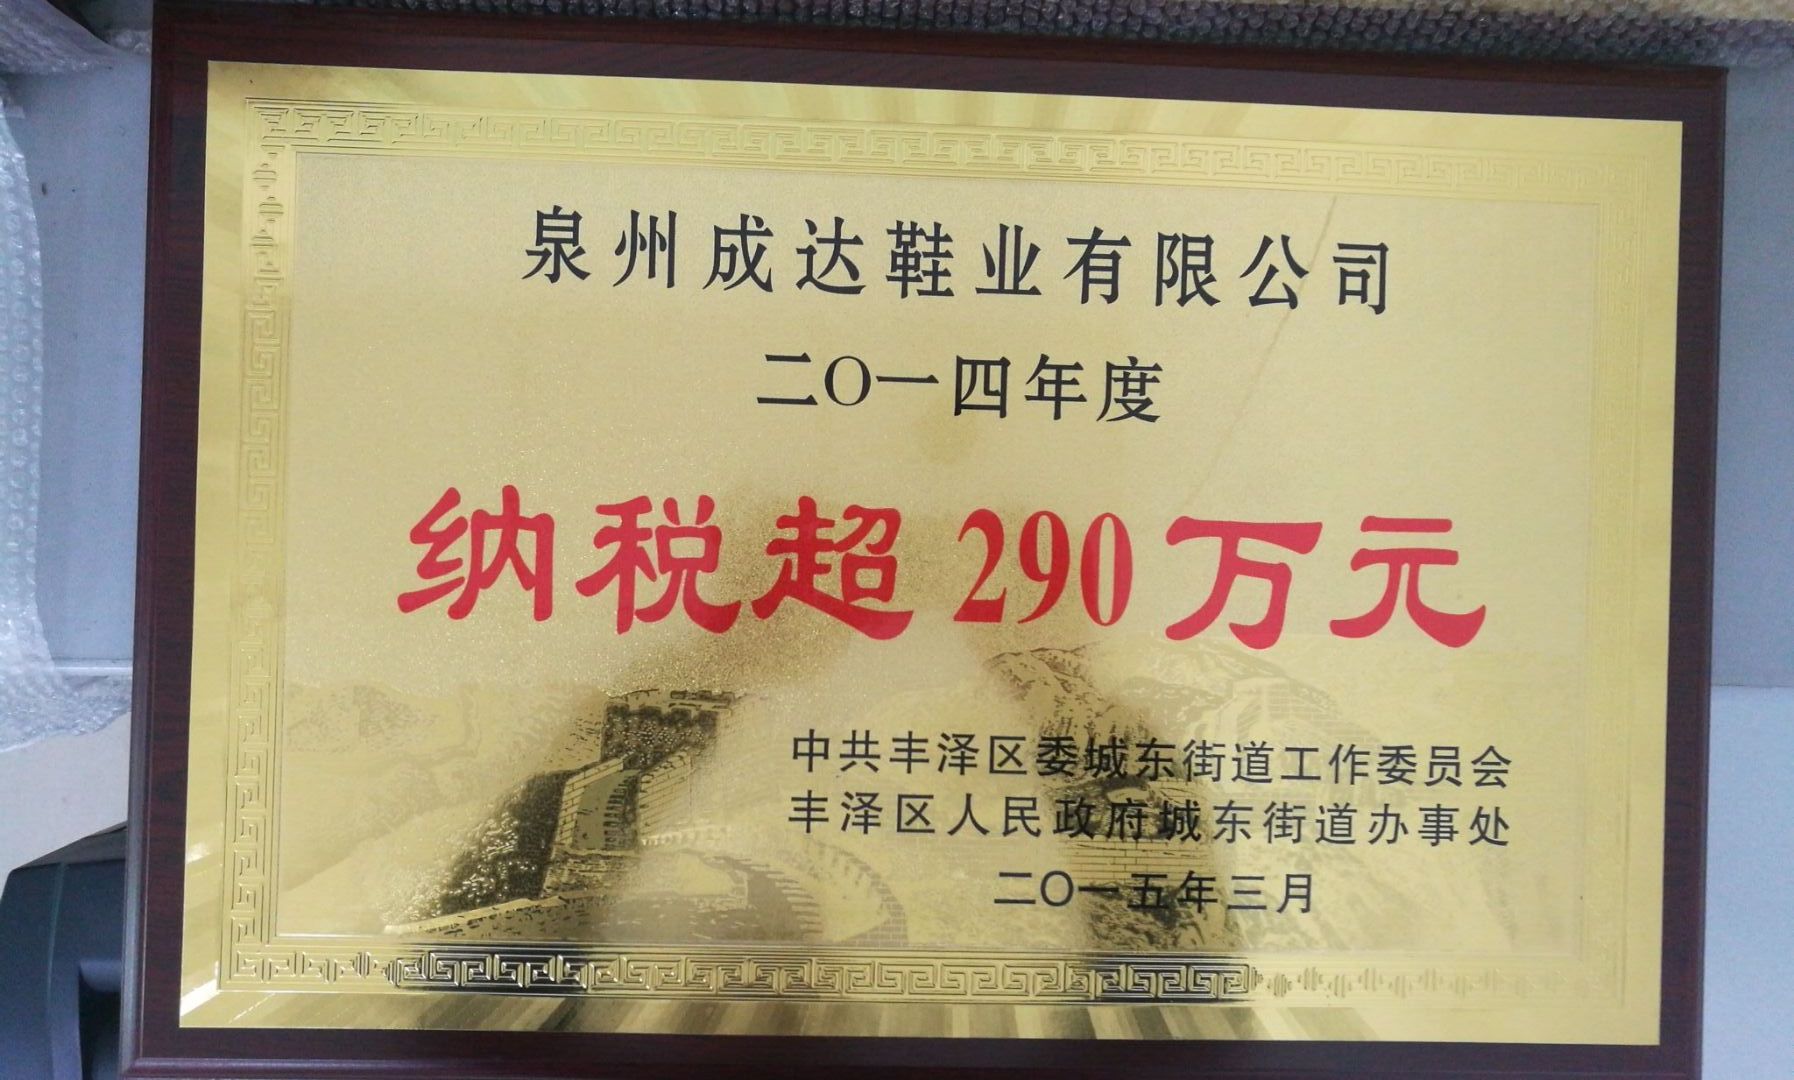 泉州成达鞋业有限公司
二〇一四年度
纳税超290万元
中共丰泽区委城东街道工作委员会
丰泽区人民政府城东街道办事处
二〇一五年三月